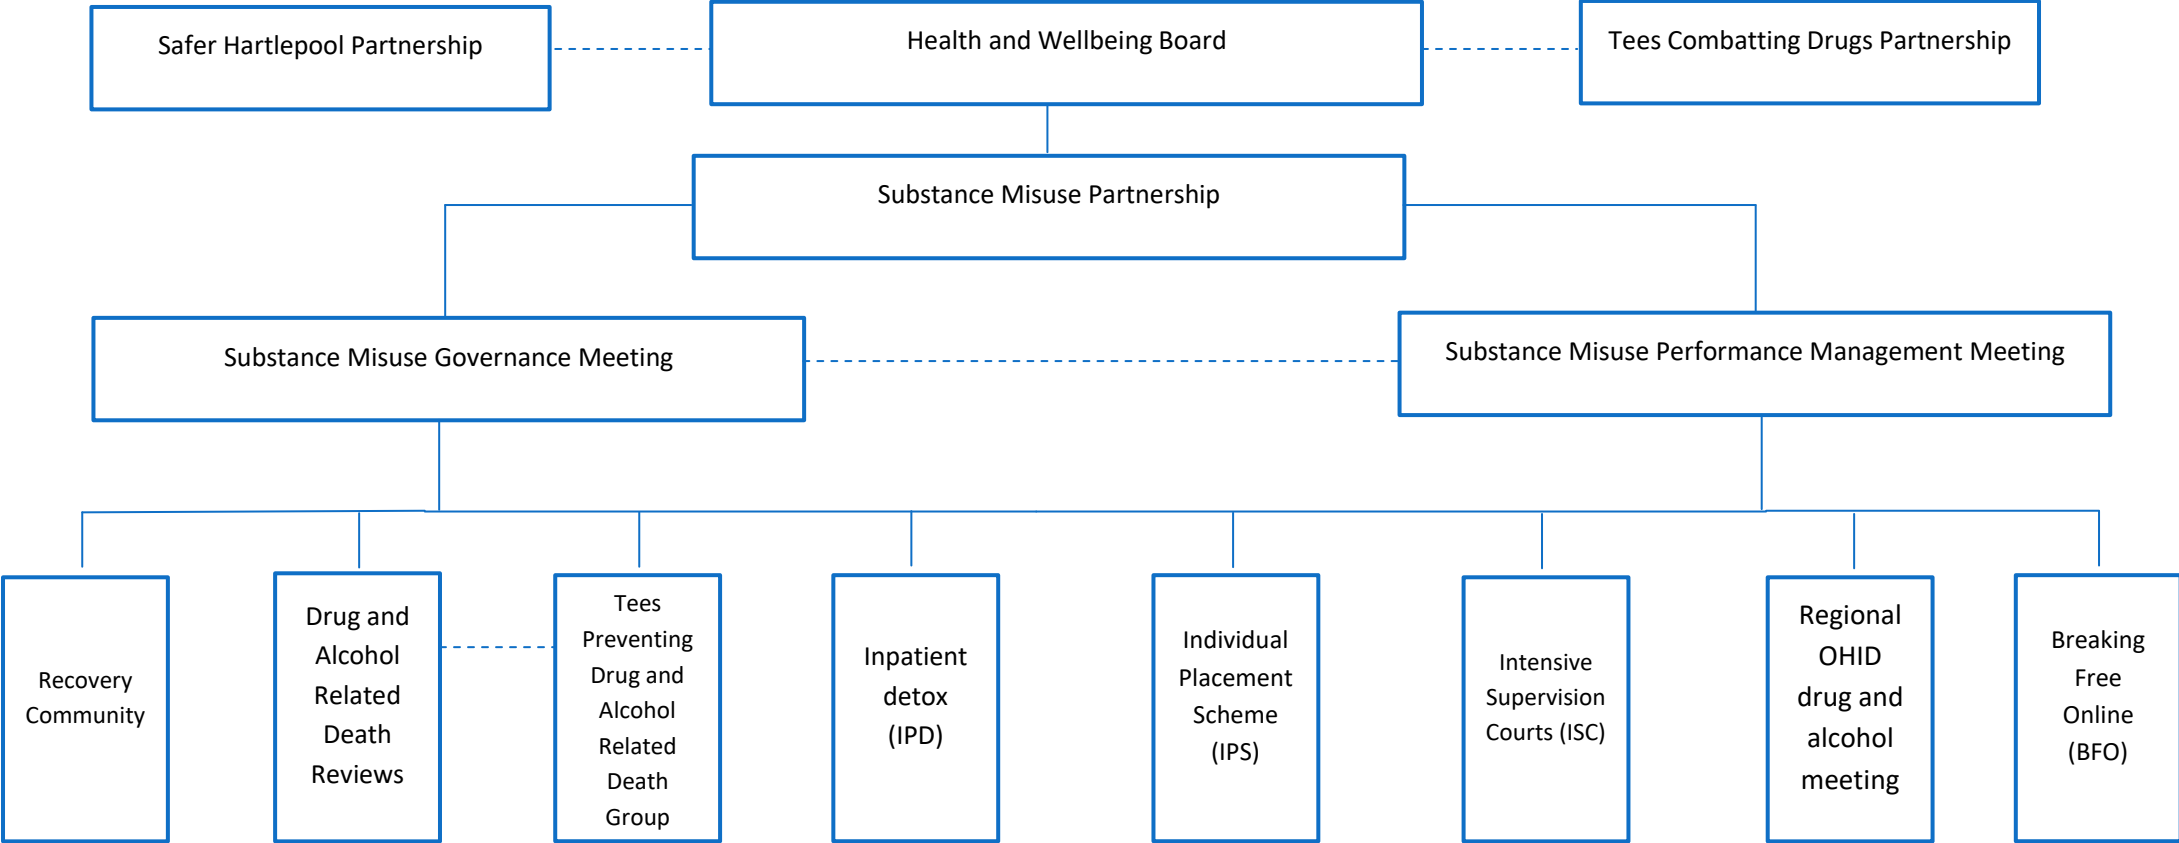 Safer Hartlepool Partnership
Health and Wellbeing Board
Tees Combatting Drugs Partnership
Substance Misuse Partnership
Substance Misuse Governance Meeting
Substance Misuse Performance Management Meeting
Recovery
Community
Drug and
Alcohol
Related
Death
Reviews
Tees
Preventing
Drug and
Alcohol
Related
Death
Group
Inpatient
detox
(IPD)
Individual
Placement
Scheme
(IPS)
Intensive
Supervision
Courts (ISC)
Regional
OHID
drug and
alcohol
meeting
Breaking
Free
Online
(BFO)